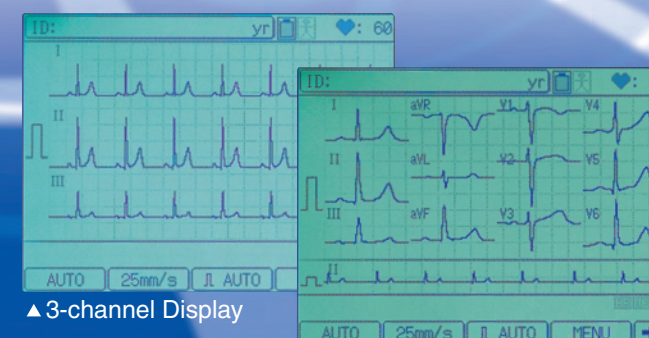 ID: yr : 60
I
II
III
AUTO 25mm/s AUTO
▲3-channel Display
ID: yr :
I aVR V1 V4
II aVL V2 V5
III aVF V3 V6
II
AUTO 25mm/s AUTO MENU